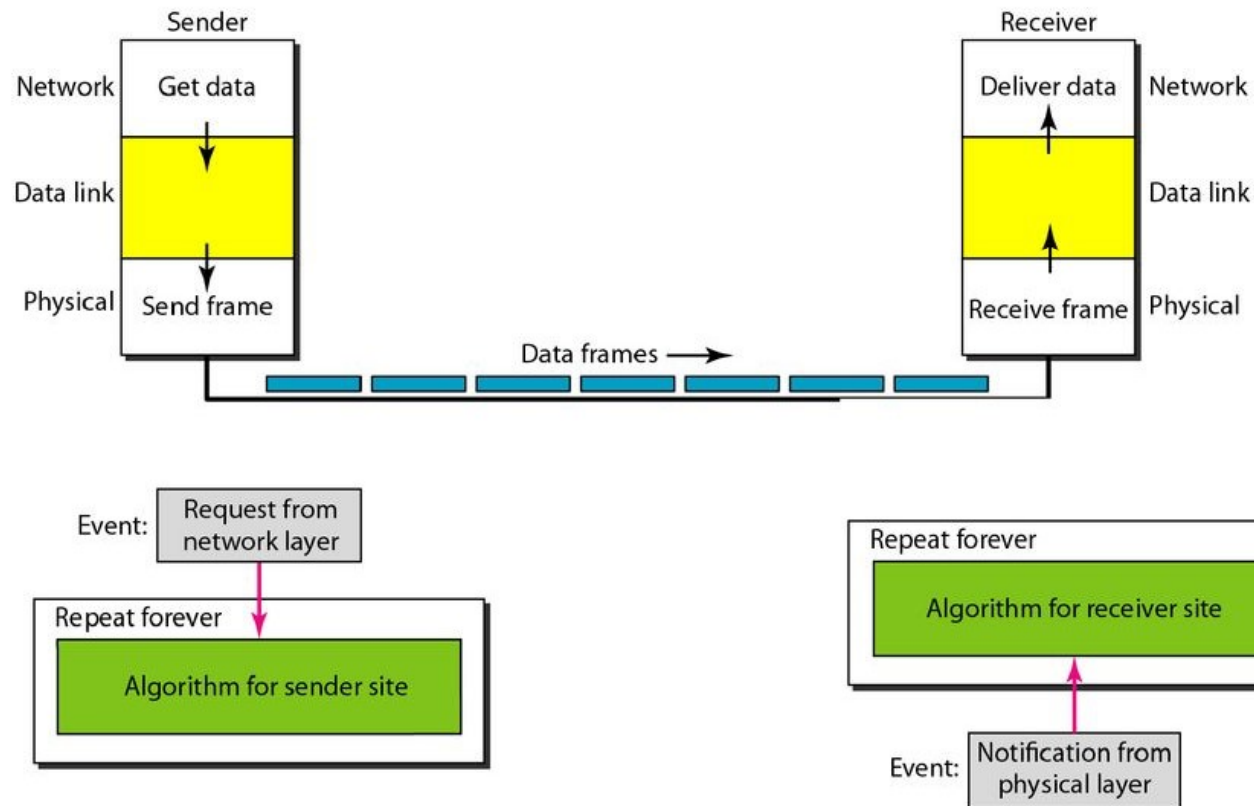 Sender
Receiver
Network
Get data
Deliver data
Network
Data link
Data link
Physical
Send frame
Receive frame
Physical
Data frames
Event:
Request from
network layer
Repeat forever
Algorithm for sender site
Repeat forever
Algorithm for receiver site
Event:
Notification from
physical layer